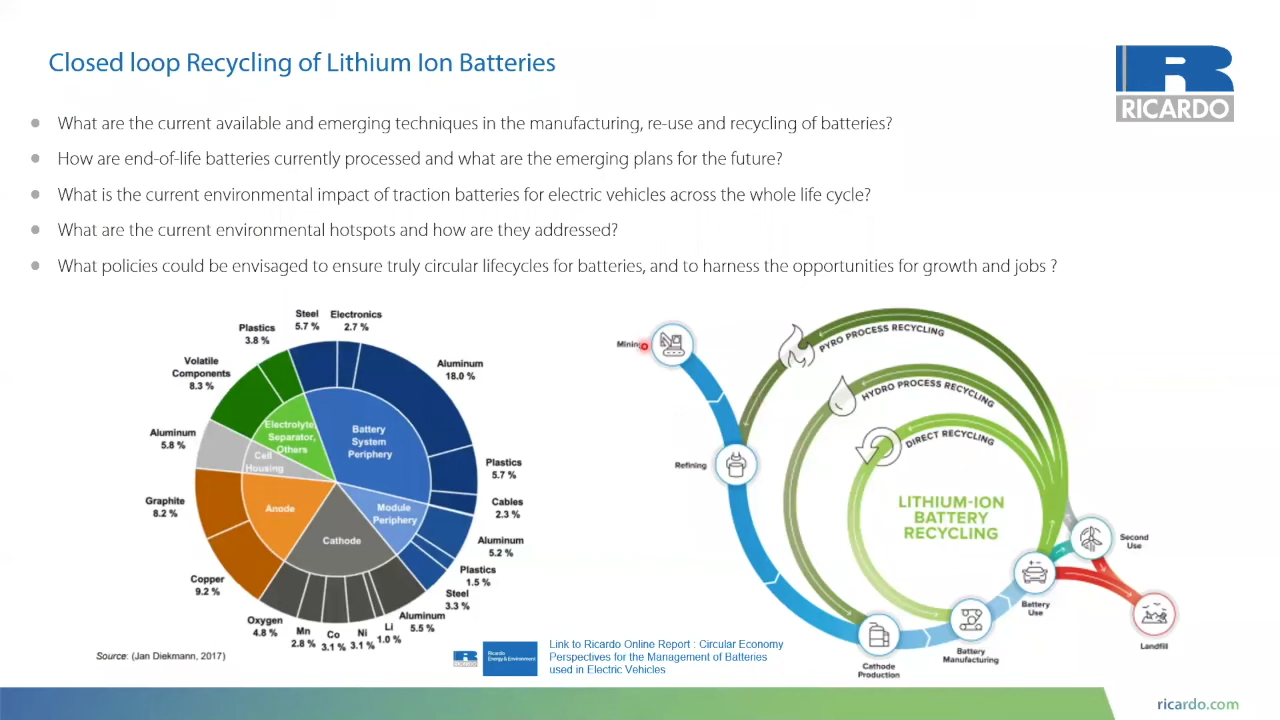 Closed loop Recycling of Lithium Ion Batteries
RICARDO
What are the current available and emerging techniques in the manufacturing, re-use and recycling of batteries?
How are end-of-life batteries currently processed and what are the emerging plans for the future?
What is the current environmental impact of traction batteries for electric vehicles across the whole life cycle?
What are the current environmental hotspots and how are they addressed?
What policies could be envisaged to ensure truly circular lifecycles for batteries, and to harness the opportunities for growth and jobs ?
Steel
5.7 %
Electronics
2.7 %
Plastics
3.8 %
Volatile
Components
8.3 %
Aluminum
18.0 %
Aluminum
5.8 %
Plastics
5.7 %
Graphite
8.2 %
Cables
2.3 %
Aluminum
5.2 %
Copper
9.2 %
Plastics
1.5 %
Steel
3.3 %
Oxygen
4.8 %
Mn
2.8 %
Co
3.1 %
Ni
3.1 %
Li
1.0 %
Aluminum
5.5 %
Battery
System
Periphery
Electrolyte
Separator,
Others
Cell
Housing
Anode
Module
Periphery
Cathode
Source: (Jan Diekmann, 2017)
RICARDO
Ricardo
Energy & Environment
Link to Ricardo Online Report : Circular Economy
Perspectives for the Management of Batteries
used in Electric Vehicles
Mining
PYRO PROCESS RECYCLING
HYDRO PROCESS RECYCLING
DIRECT RECYCLING
Refining
LITHIUM-ION
BATTERY
RECYCLING
Second
Use
Battery
Use
Landfill
Battery
Manufacturing
Cathode
Production
ricardo.com